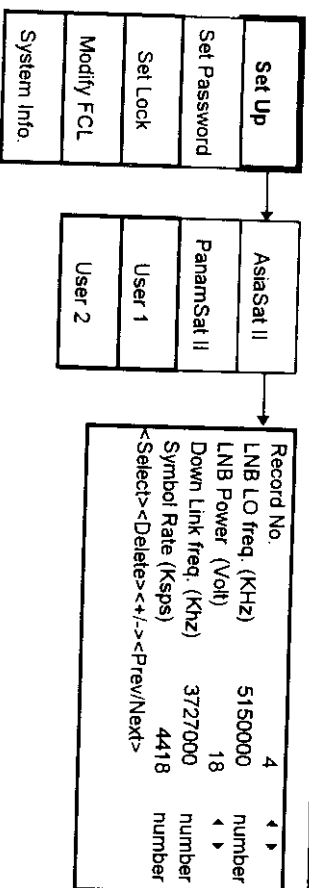 Set Up
Set Password
Set Lock
Modify FCL
System Info.
AsiaSat II
PanamSat II
User 1
User 2
Record No. 4
LNB LO freq. (KHz) 5150000 number
LNB Power (Volt) 18
Down Link freq. (Khz) 3727000 number
Symbol Rate (Ksps) 4418 number
<Select><Delete><+/-><Prev/Next>